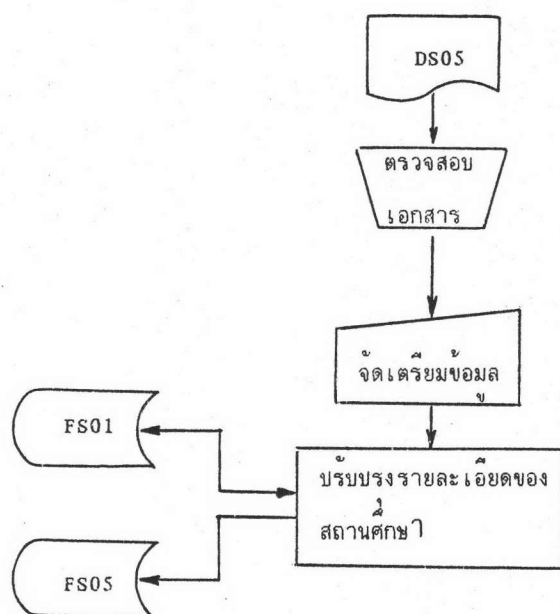 DS05
ตรวจสอบ
เอกสาร
จัดเตรียมข้อมูล
FS01
ปรับปรุงรายละเอียดของ
สถานศึกษา
FS05